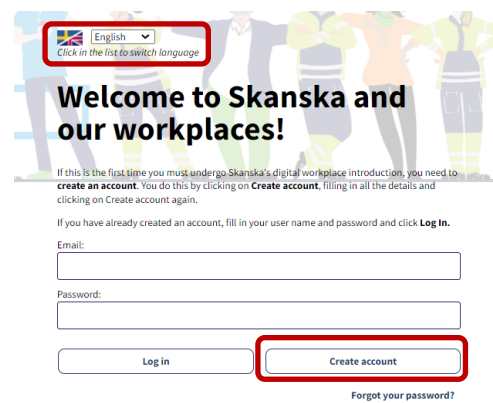 English
Click in the list to switch language
Welcome to Skanska and
our workplaces!
If this is the first time you must undergo Skanska's digital workplace introduction, you need to
create an account. You do this by clicking on Create account, filling in all the details and
clicking on Create account again.
If you have already created an account, fill in your user name and password and click Log In.
Email:
Password:
Log in
Create account
Forgot your password?